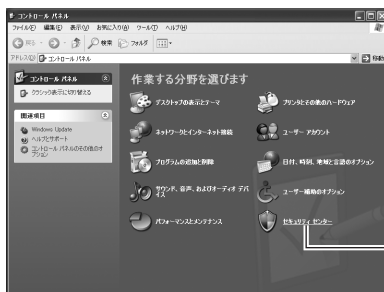 コントロール パネル
ファイル(F) 編集(E) 表示(V) お気に入り(A) ツール(T) ヘルプ(H)
戻る 検索 フォルダ
アドレス(D) コントロール パネル 移動
コントロール パネル
クラシック表示に切り替える
関連項目
Windows Update
ヘルプとサポート
コントロール パネルのその他のオプション
作業する分野を選びます
デスクトップの表示とテーマ
プリンタとその他のハードウェア
ネットワークとインターネット接続
ユーザー アカウント
プログラムの追加と削除
日付、時刻、地域と言語のオプション
サウンド、音声、およびオーディオ デバイス
ユーザー補助のオプション
パフォーマンスとメンテナンス
セキュリティ センター